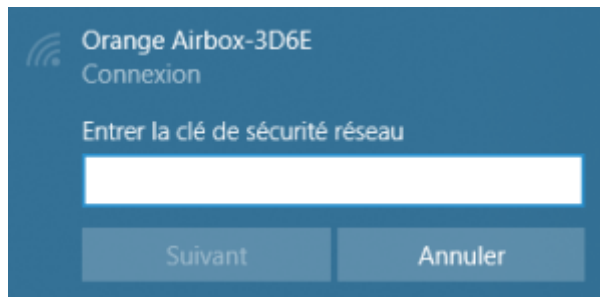 Orange Airbox-3D6E
Connexion
Entrer la clé de sécurité réseau
Suivant Annuler